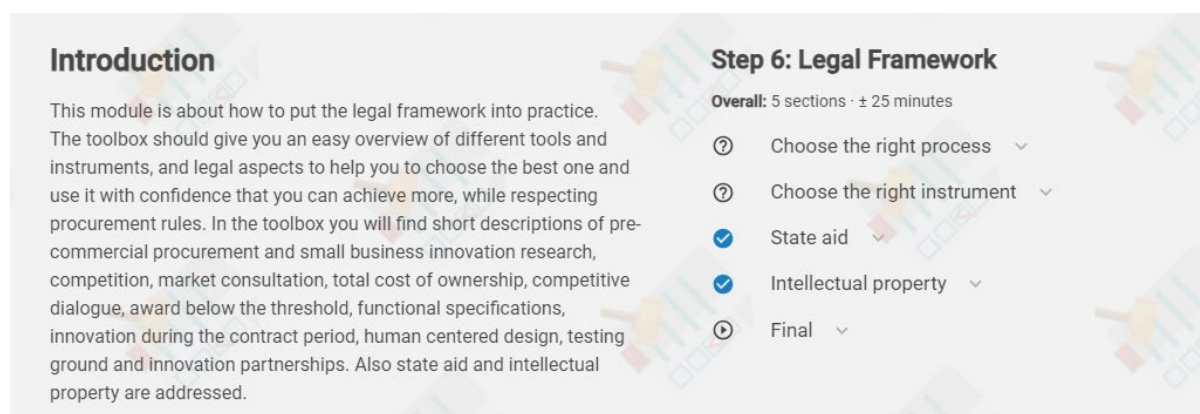 Introduction
This module is about how to put the legal framework into practice.
The toolbox should give you an easy overview of different tools and
instruments, and legal aspects to help you to choose the best one and
use it with confidence that you can achieve more, while respecting
procurement rules. In the toolbox you will find short descriptions of pre-
commercial procurement and small business innovation research,
competition, market consultation, total cost of ownership, competitive
dialogue, award below the threshold, functional specifications,
innovation during the contract period, human centered design, testing
ground and innovation partnerships. Also state aid and intellectual
property are addressed.
Step 6: Legal Framework
Overall: 5 sections · ± 25 minutes
Choose the right process
Choose the right instrument
State aid
Intellectual property
Final